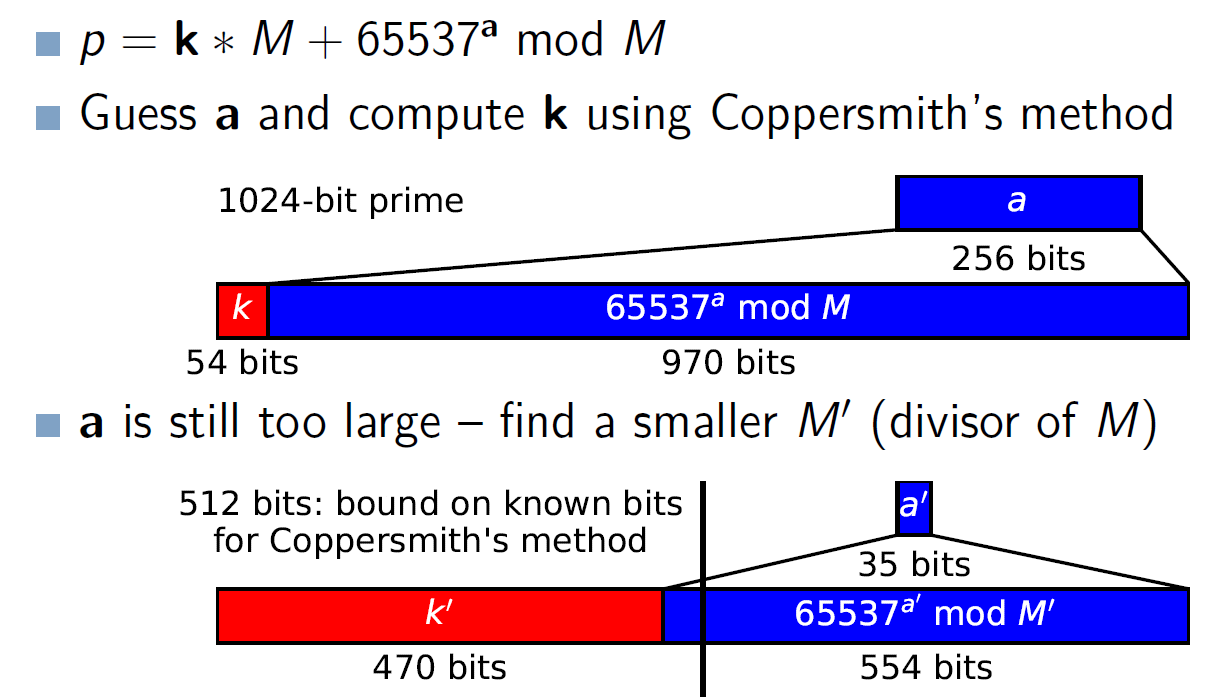 p = k * M + 65537^a mod M
Guess a and compute k using Coppersmith's method
1024-bit prime
a
256 bits
k
65537^a mod M
54 bits
970 bits
a is still too large – find a smaller M′ (divisor of M)
512 bits: bound on known bits
for Coppersmith's method
a′
35 bits
k′
65537^a′ mod M′
470 bits
554 bits